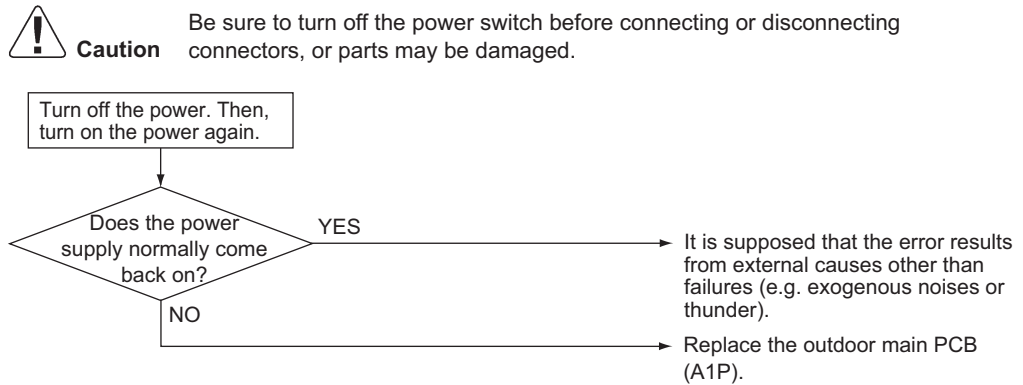 Be sure to turn off the power switch before connecting or disconnecting
Caution connectors, or parts may be damaged.
Turn off the power. Then,
turn on the power again.
Does the power
supply normally come
back on?
YES
It is supposed that the error results
from external causes other than
failures (e.g. exogenous noises or
thunder).
NO
Replace the outdoor main PCB
(A1P).